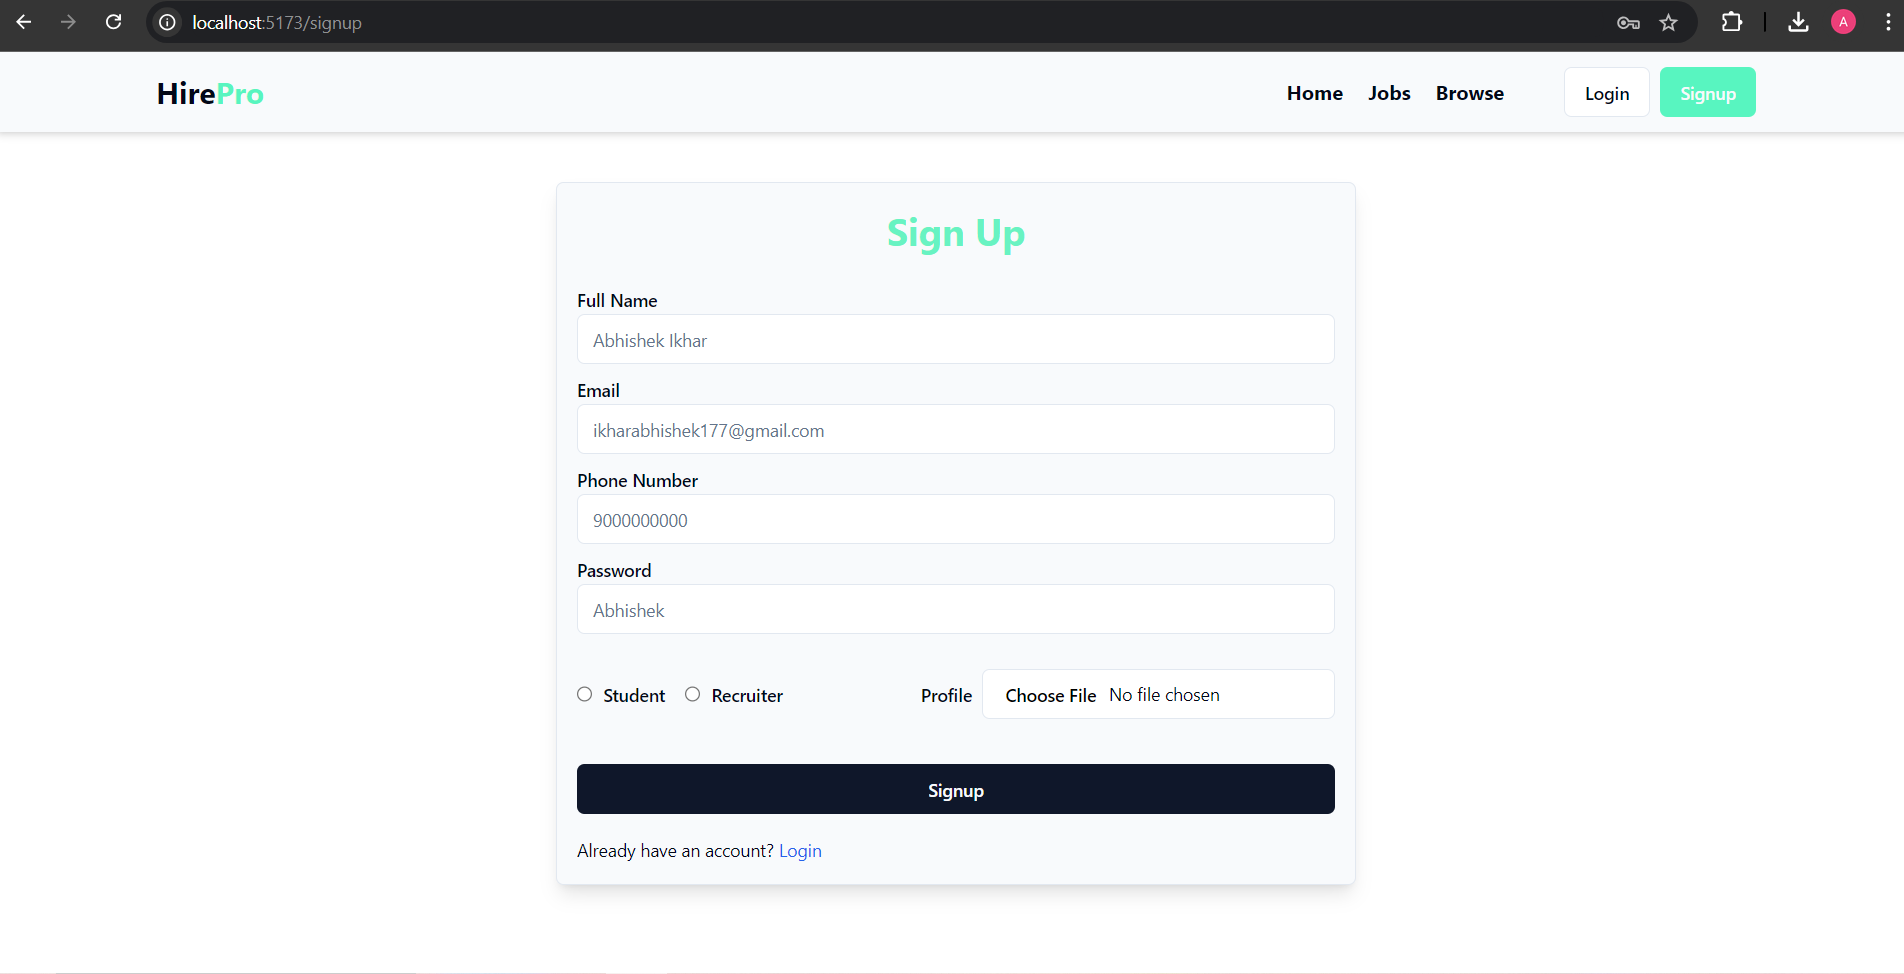 localhost:5173/signup
A
HirePro
Home Jobs Browse Login Signup
Sign Up
Full Name
Abhishek Ikhar
Email
ikharabhishek177@gmail.com
Phone Number
9000000000
Password
Abhishek
Student Recruiter Profile Choose File No file chosen
Signup
Already have an account? Login